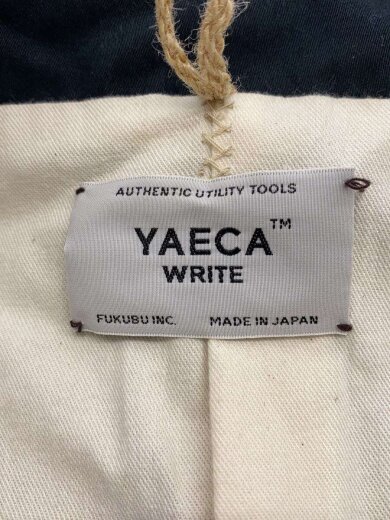 AUTHENTIC UTILITY TOOLS
YAECA™
WRITE
FUKUBU INC. MADE IN JAPAN